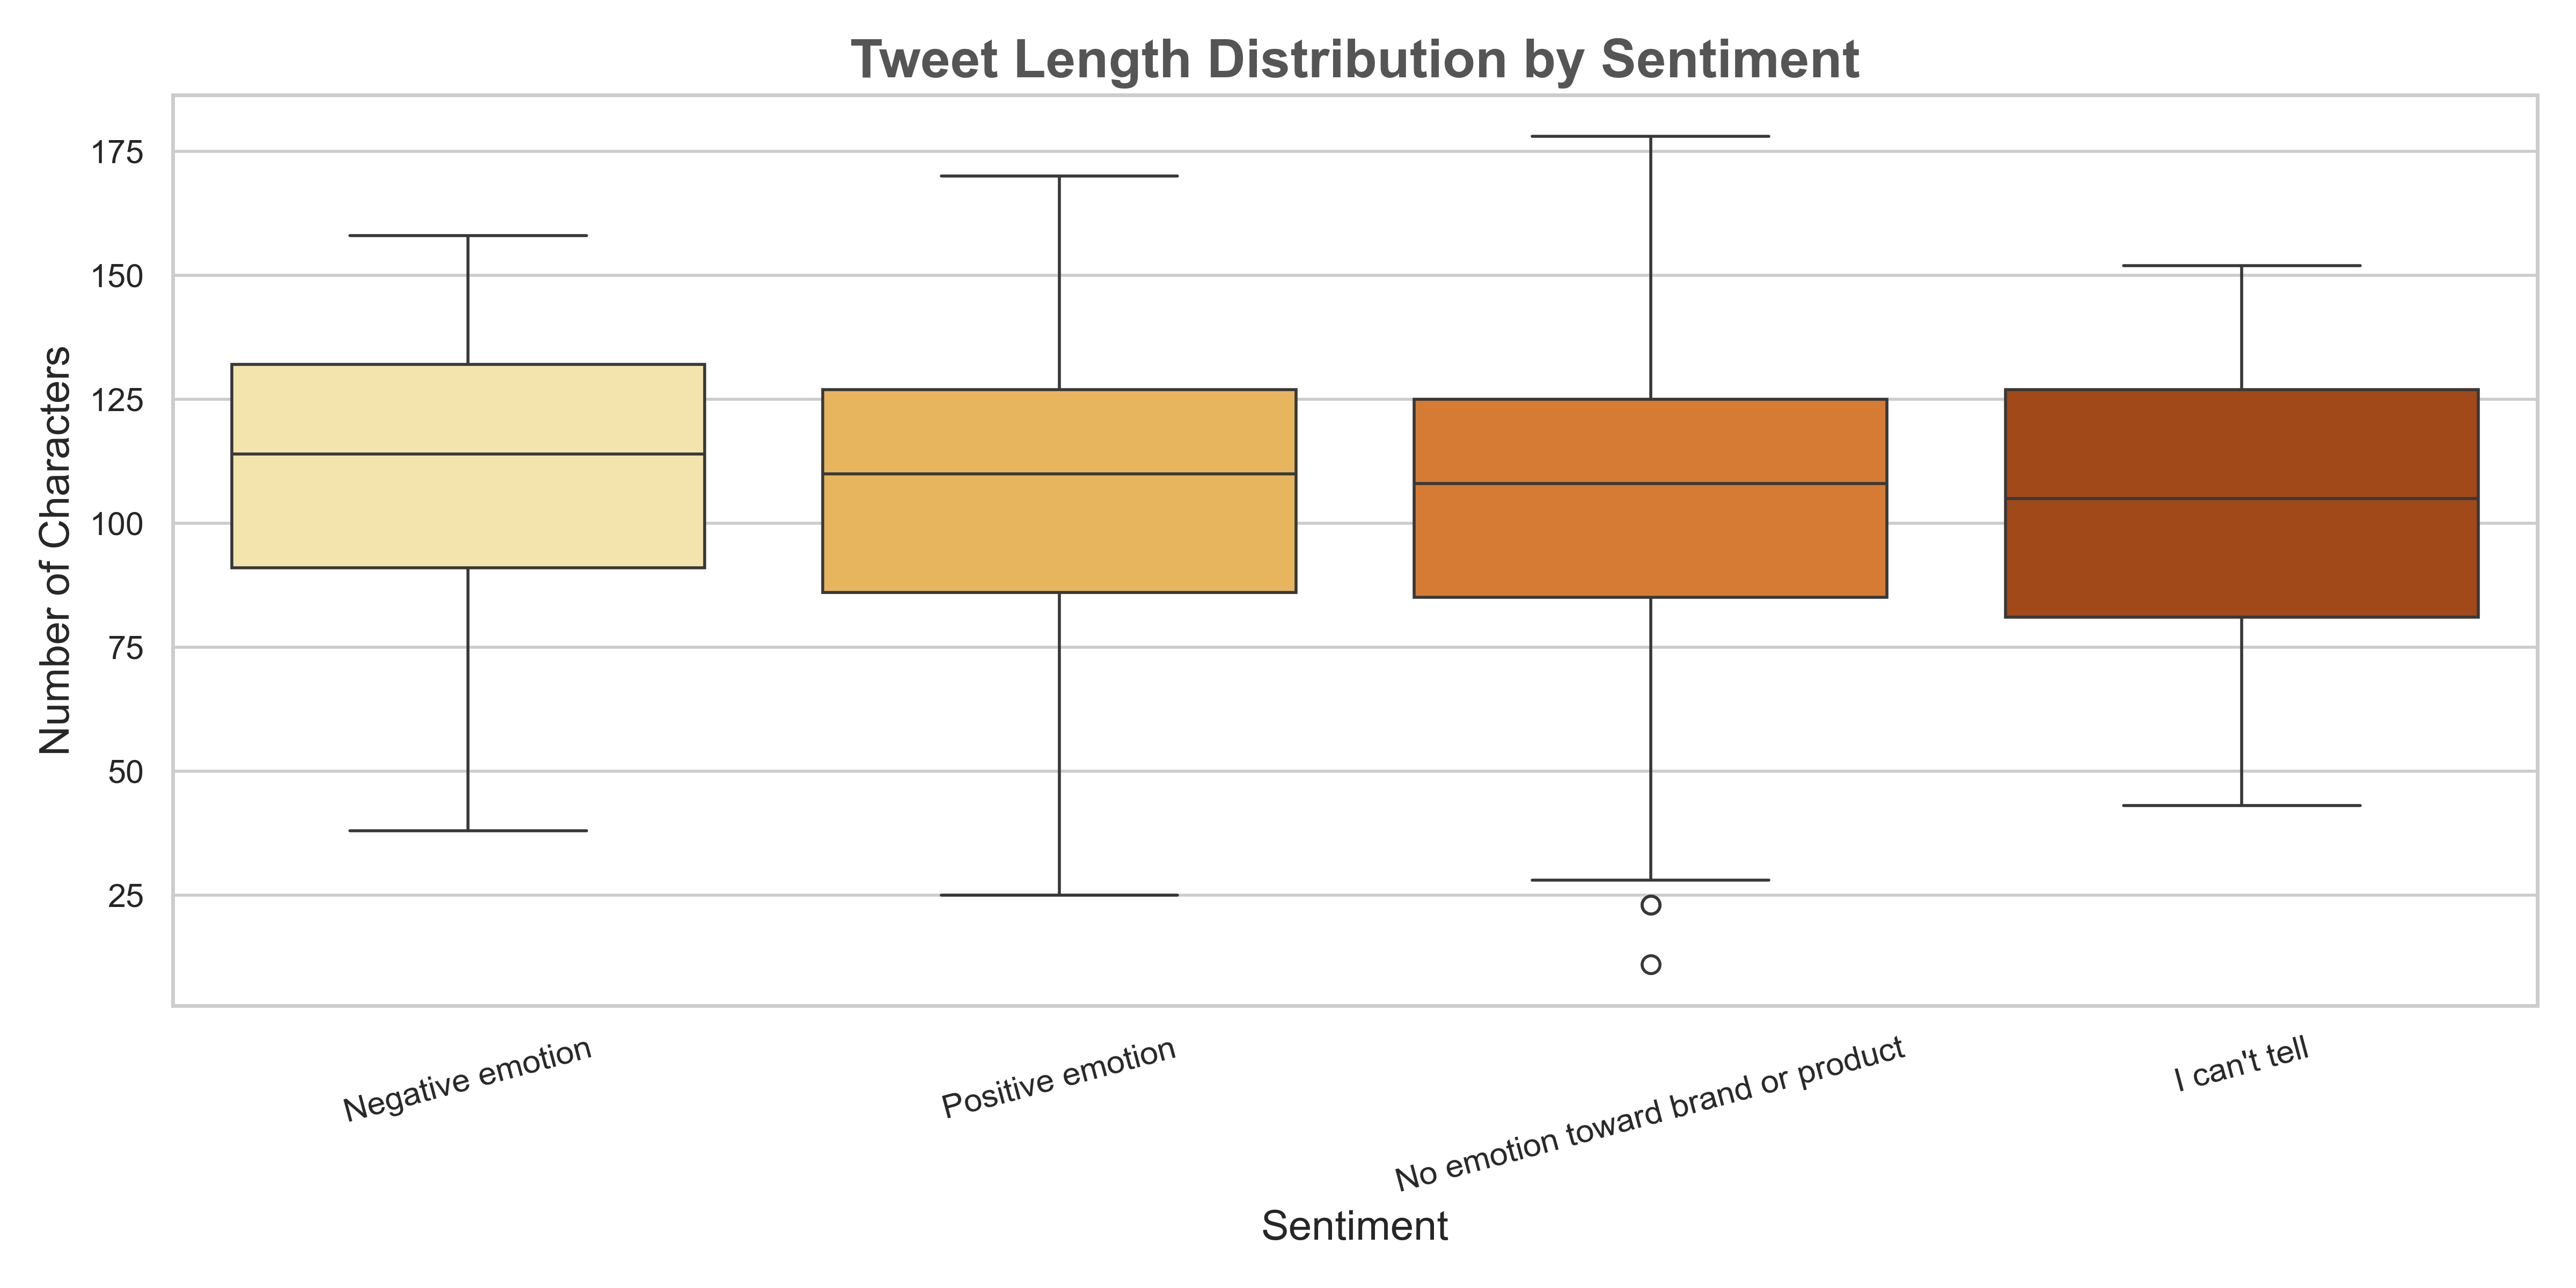 Tweet Length Distribution by Sentiment
Number of Characters
175
150
125
100
75
50
25
Negative emotion
Positive emotion
No emotion toward brand or product
I can't tell
Sentiment